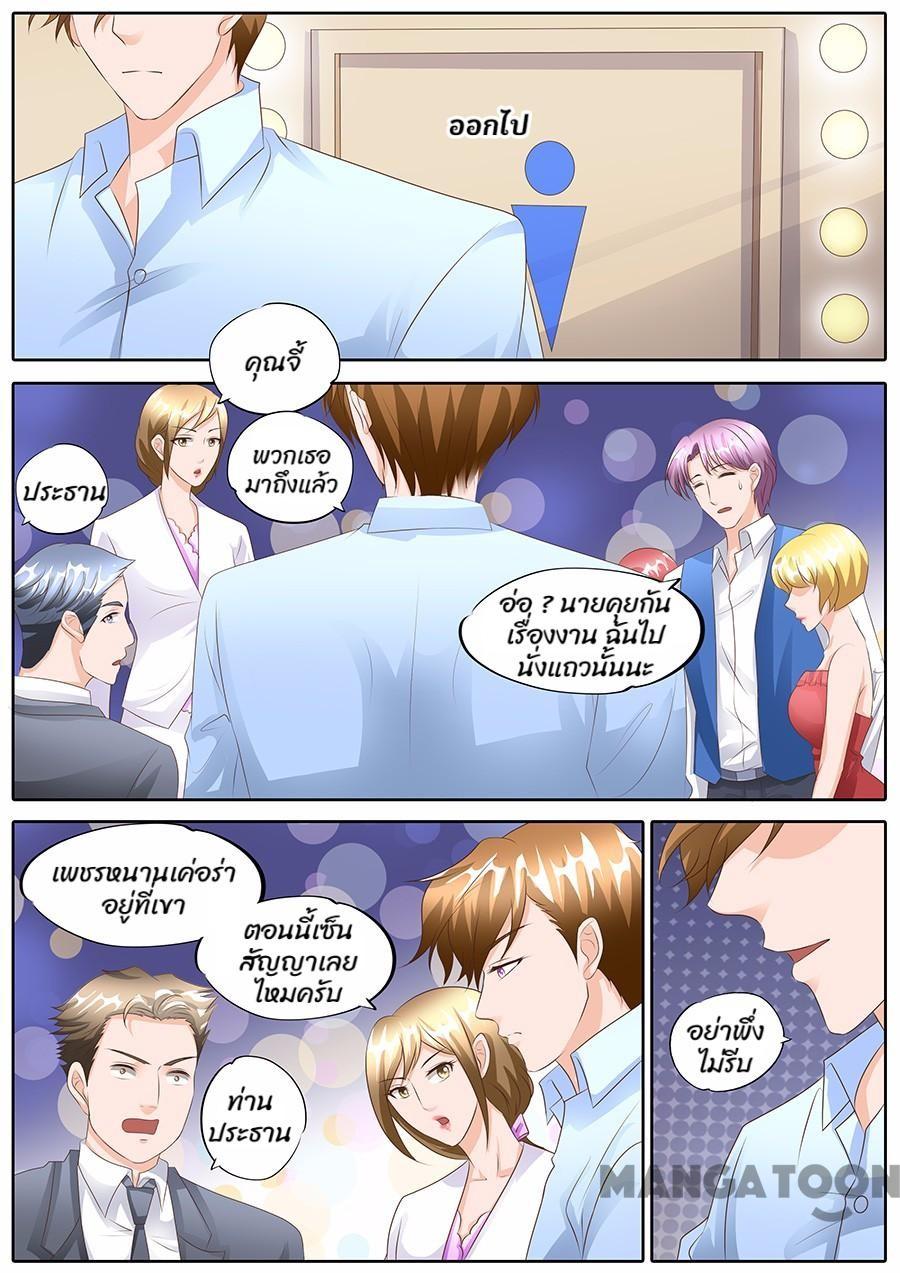 ออกไป
คุณจี้
พวกเธอ
มาถึงแล้ว
ประธาน
อ่อ ? นายคุยกัน
เรื่องงาน ฉันไป
นั่งแถวนั้นนะ
เพชรหนานเค่อร่า
อยู่ที่เขา
ตอนนี้เซ็น
สัญญาเลย
ไหมครับ
ท่าน
ประธาน
อย่าพึ่ง
ไม่รีบ
MANGATOON